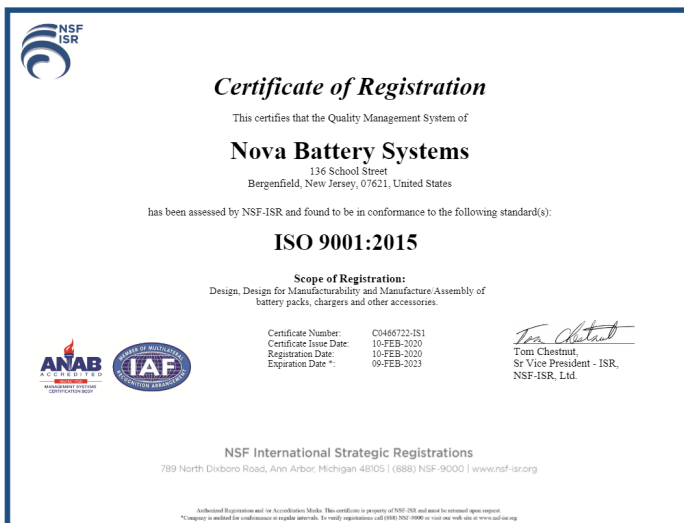 NSF
ISR
Certificate of Registration
This certifies that the Quality Management System of
Nova Battery Systems
136 School Street
Bergenfield, New Jersey, 07621, United States
has been assessed by NSF-ISR and found to be in conformance to the following standard(s):
ISO 9001:2015
Scope of Registration:
Design, Design for Manufacturability and Manufacture/Assembly of
battery packs, chargers and other accessories.
Certificate Number: C0466722-IS1
Certificate Issue Date: 10-FEB-2020
Registration Date: 10-FEB-2020
Expiration Date *: 09-FEB-2023
Tom Chestnut
Tom Chestnut,
Sr Vice President - ISR,
NSF-ISR, Ltd.
ANAB
ACCREDITED
MANAGEMENT SYSTEMS
CERTIFICATION BODY
MEMBER OF MULTILATERAL
IAF
RECOGNITION ARRANGEMENT
NSF International Strategic Registrations
789 North Dixboro Road, Ann Arbor, Michigan 48105 | (888) NSF-9000 | www.nsf-isr.org
Authorized Registration and /or Accreditation Marks. This certificate is property of NSF-ISR and must be returned upon request.
*Company is audited for conformance at regular intervals. To verify registrations call (888) NSF-9000 or visit our web site at www.nsf-isr.org